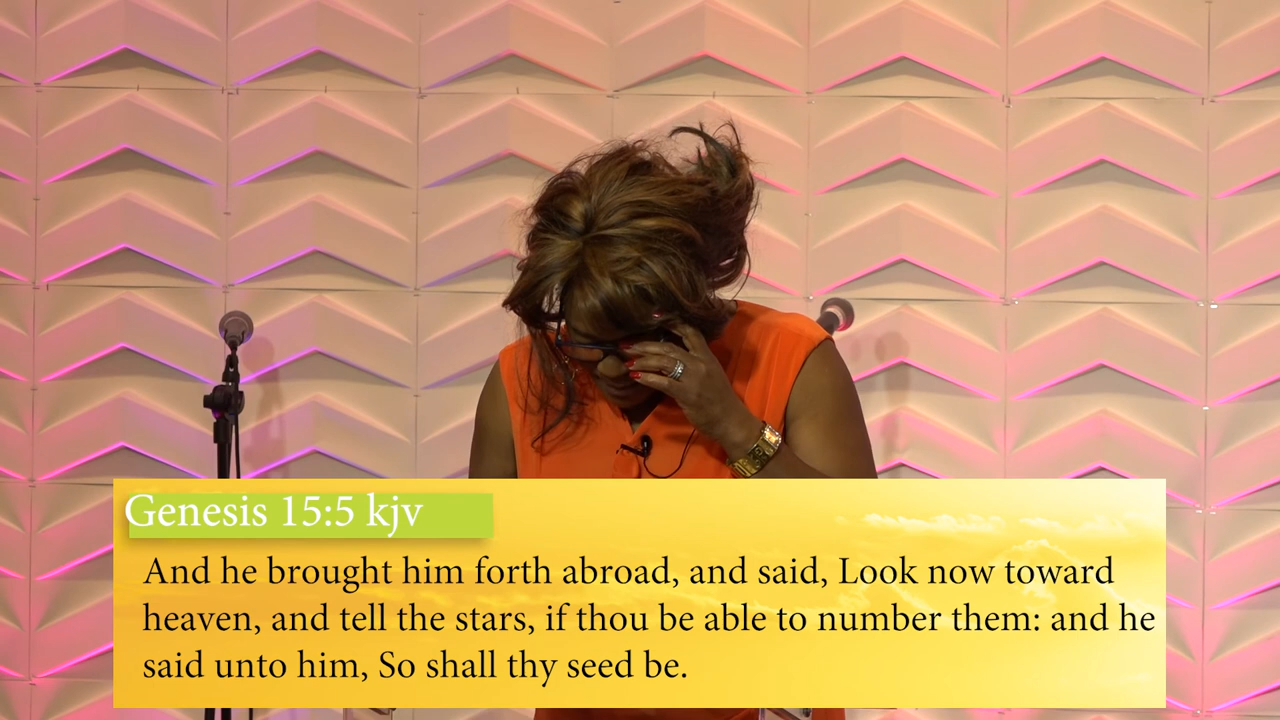 Genesis 15:5 kjv
And he brought him forth abroad, and said, Look now toward
heaven, and tell the stars, if thou be able to number them: and he
said unto him, So shall thy seed be.